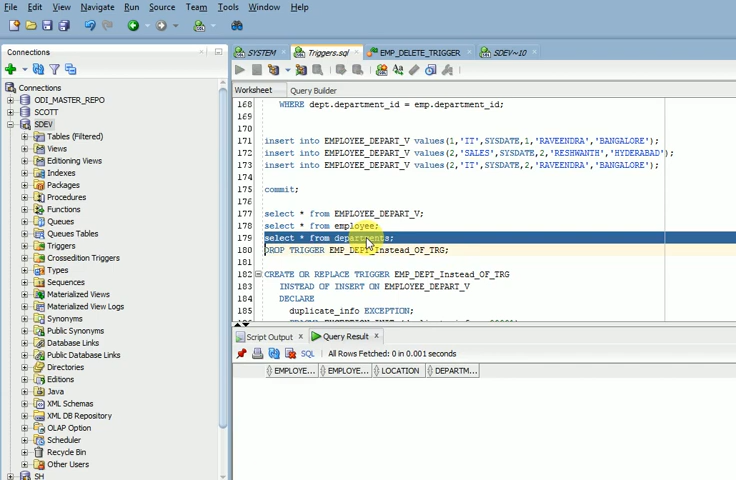 File Edit View Navigate Run Source Team Tools Window Help
Connections
Connections
ODI_MASTER_REPO
SCOTT
SDEV
Tables (Filtered)
Views
Editioning Views
Indexes
Packages
Procedures
Functions
Queues
Queues Tables
Triggers
Crossedition Triggers
Types
Sequences
Materialized Views
Materialized View Logs
Synonyms
Public Synonyms
Database Links
Public Database Links
Directories
Editions
Java
XML Schemas
XML DB Repository
OLAP Option
Scheduler
Recycle Bin
Other Users
SH
SYSTEM Triggers.sql EMP_DELETE_TRIGGER SDEV~10
Worksheet Query Builder
168 WHERE dept.department_id = emp.department_id;
169
170
171 insert into EMPLOYEE_DEPART_V values(1,'IT',SYSDATE,1,'RAVEENDRA','BANGALORE');
172 insert into EMPLOYEE_DEPART_V values(2,'SALES',SYSDATE,2,'RESHWANTH','HYDERABAD');
173 insert into EMPLOYEE_DEPART_V values(2,'IT',SYSDATE,2,'RAVEENDRA','BANGALORE');
174
175 commit;
176
177 select * from EMPLOYEE_DEPART_V;
178 select * from employee;
179 select * from departments;
180 DROP TRIGGER EMP_DEPT_Instead_OF_TRG;
181
182 CREATE OR REPLACE TRIGGER EMP_DEPT_Instead_OF_TRG
183 INSTEAD OF INSERT ON EMPLOYEE_DEPART_V
184 DECLARE
185 duplicate_info EXCEPTION;
Script Output Query Result
SQL All Rows Fetched: 0 in 0.001 seconds
EMPLOYE... EMPLOYE... LOCATION DEPARTM...